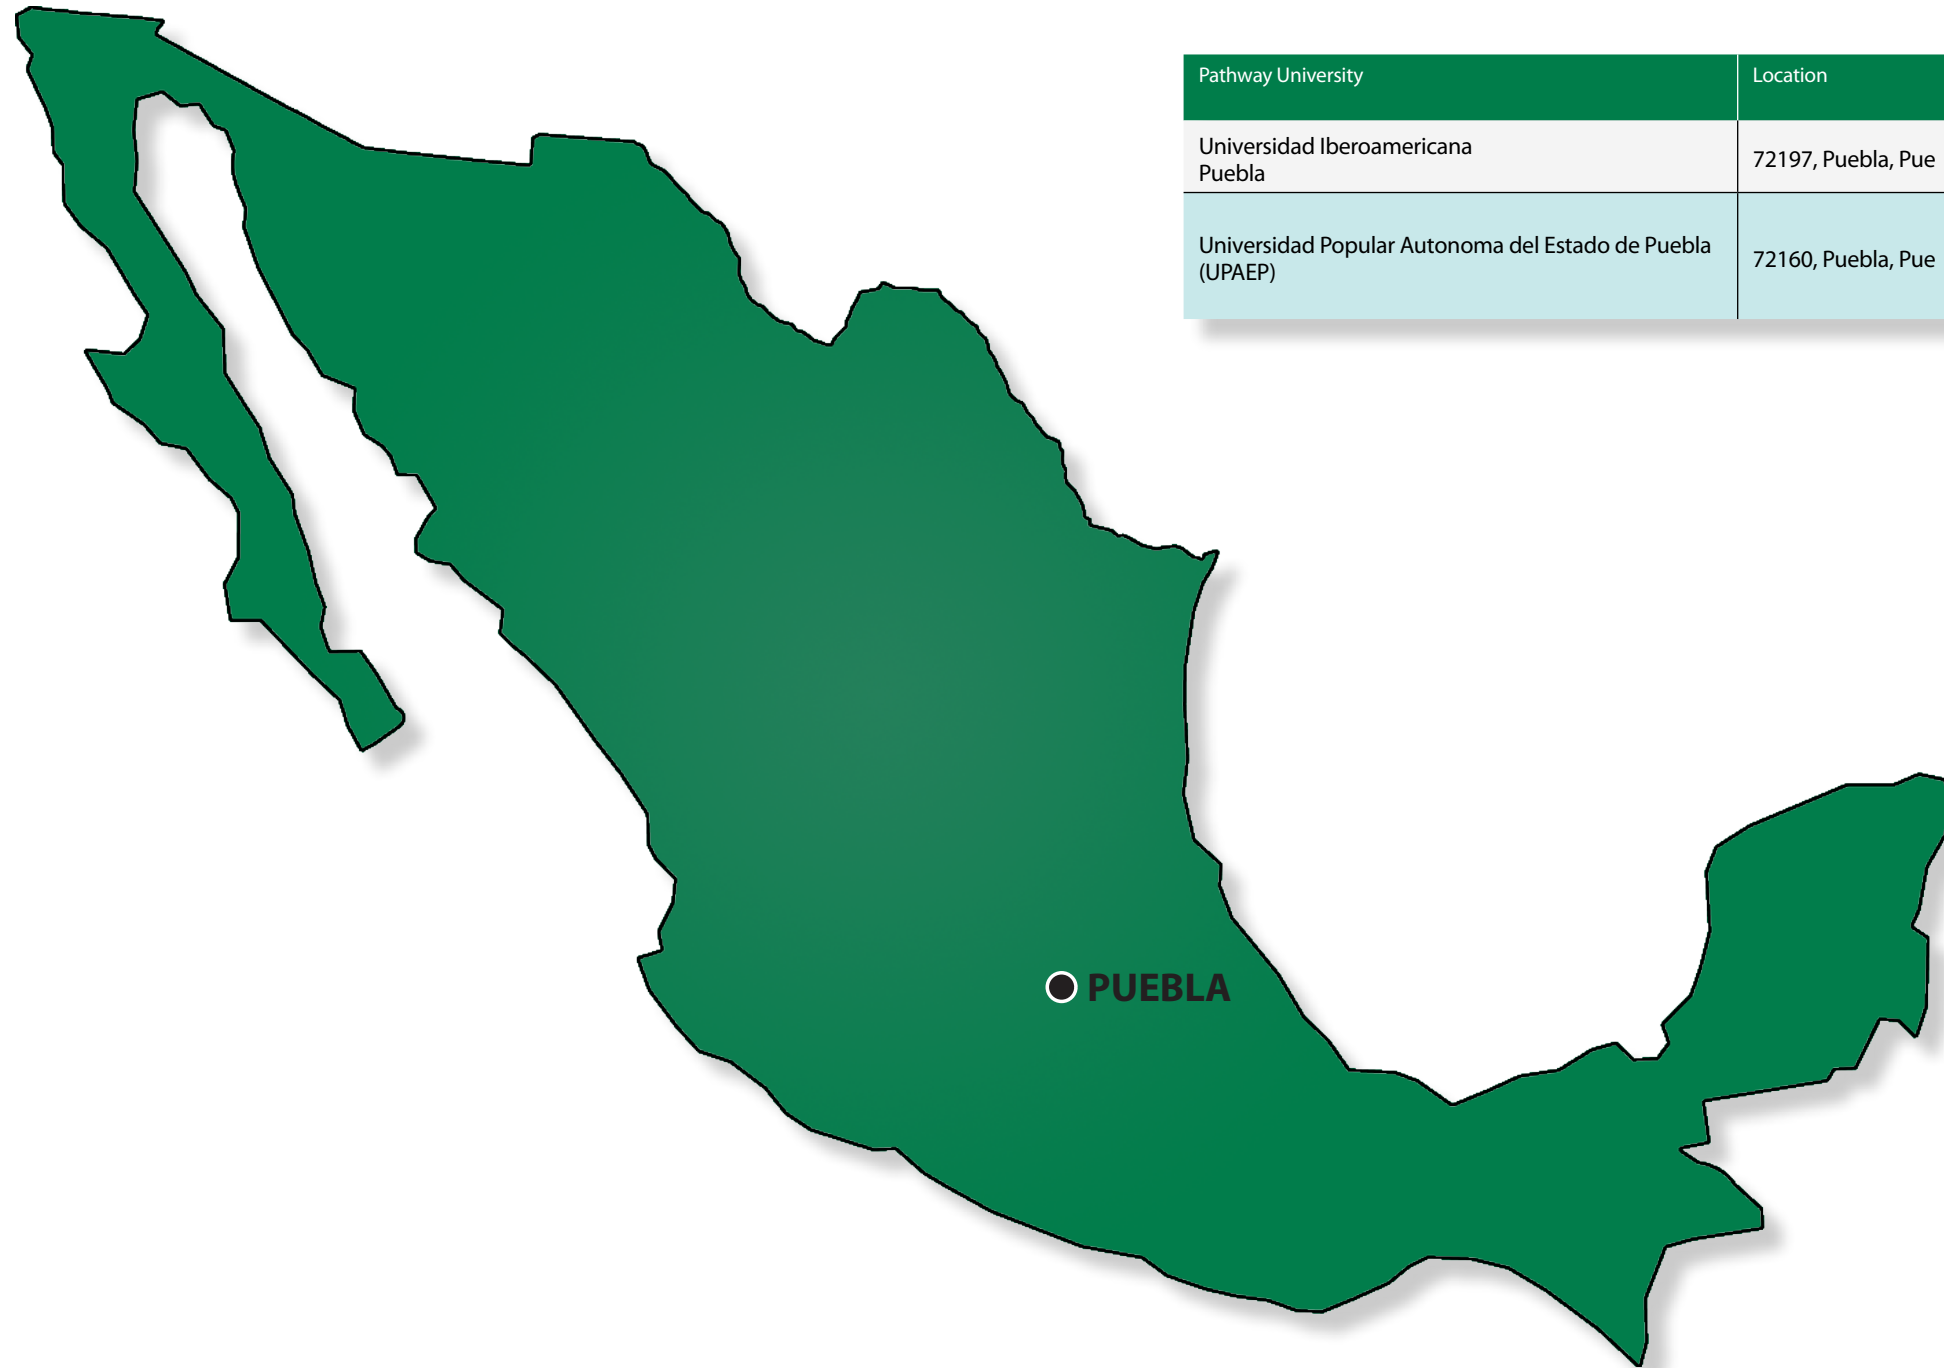 Pathway University
Location
Universidad Iberoamericana
Puebla
72197, Puebla, Pue
Universidad Popular Autonoma del Estado de Puebla
(UPAEP)
72160, Puebla, Pue
PUEBLA